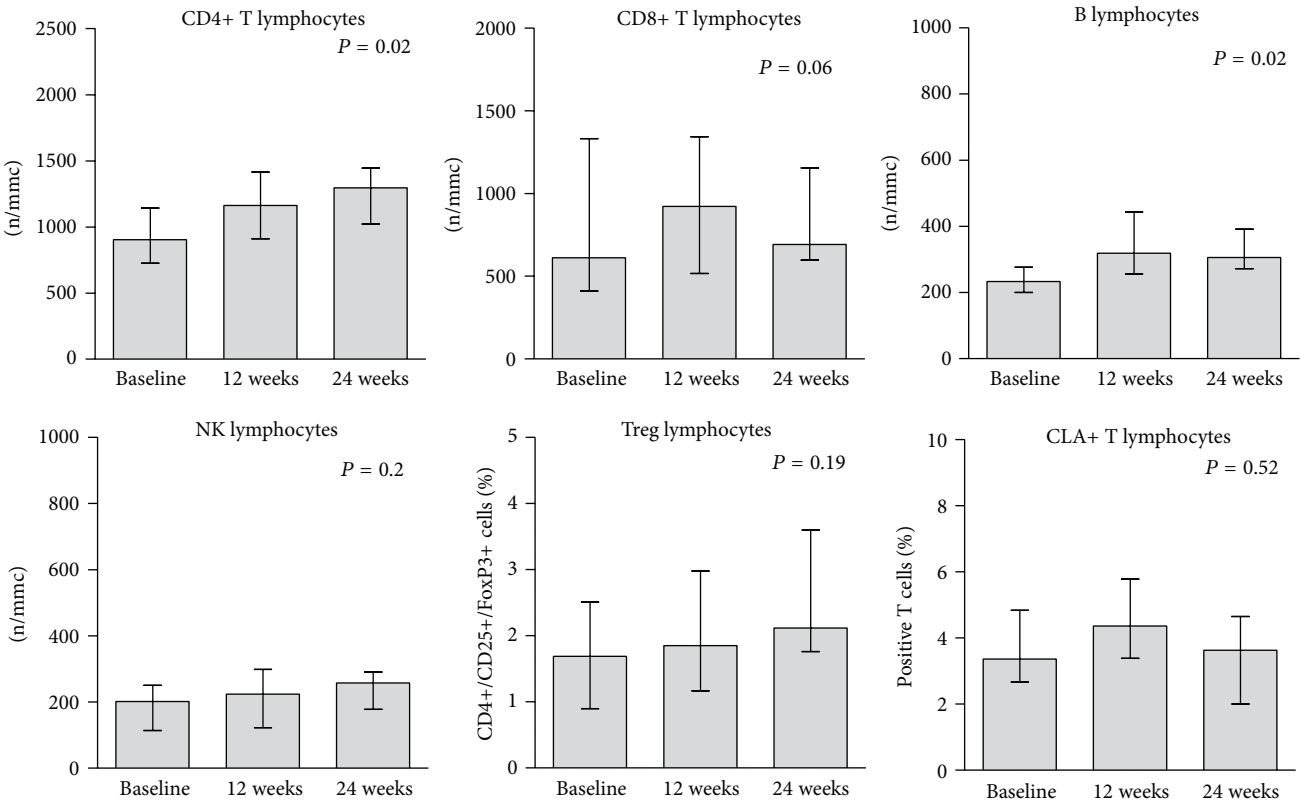 CD4+ T lymphocytes
P = 0.02
2500
2000
1500
1000
500
0
(n/mmc)
Baseline 12 weeks 24 weeks
CD8+ T lymphocytes
P = 0.06
2000
1500
1000
500
0
(n/mmc)
Baseline 12 weeks 24 weeks
B lymphocytes
P = 0.02
1000
800
600
400
200
0
(n/mmc)
Baseline 12 weeks 24 weeks
NK lymphocytes
P = 0.2
1000
800
600
400
200
0
(n/mmc)
Baseline 12 weeks 24 weeks
Treg lymphocytes
P = 0.19
5
4
3
2
1
0
CD4+/CD25+/FoxP3+ cells (%)
Baseline 12 weeks 24 weeks
CLA+ T lymphocytes
P = 0.52
10
8
6
4
2
0
Positive T cells (%)
Baseline 12 weeks 24 weeks